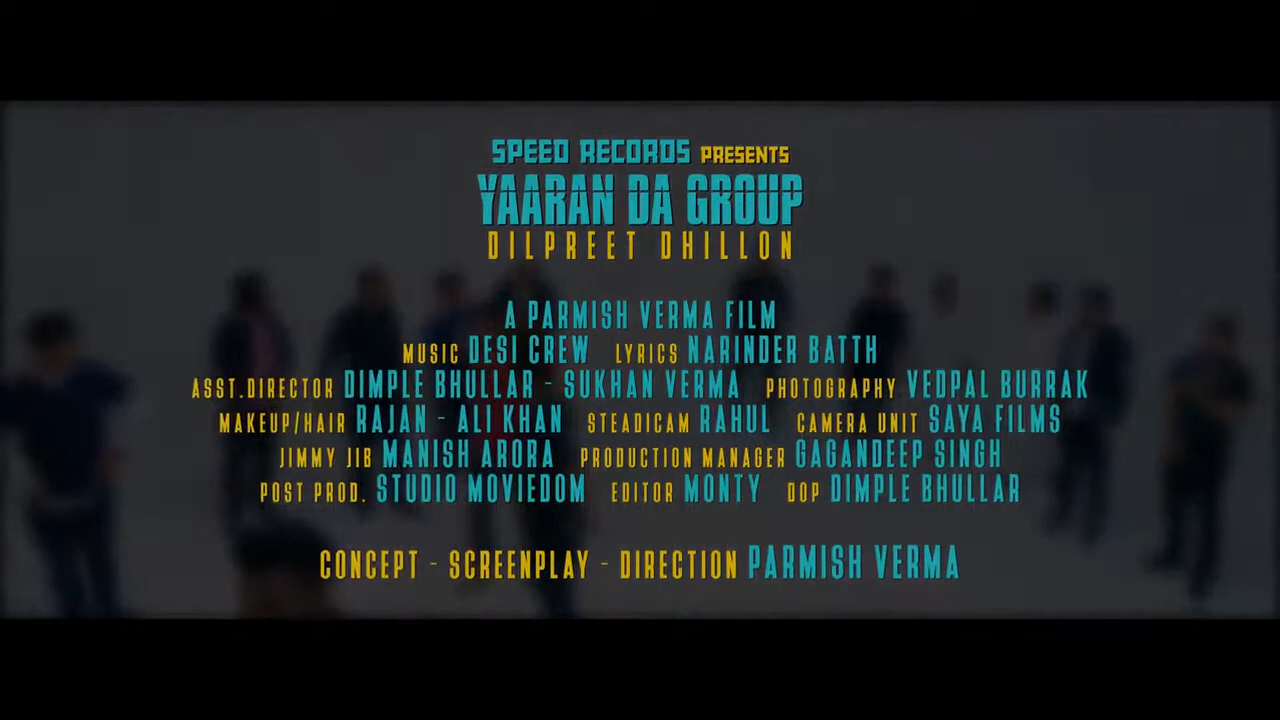 SPEED RECORDS PRESENTS
YAARAN DA GROUP
DILPREET DHILLON
A PARMISH VERMA FILM
MUSIC DESI CREW LYRICS NARINDER BATTH
ASST.DIRECTOR DIMPLE BHULLAR - SUKHAN VERMA PHOTOGRAPHY VEDPAL BURRAK
MAKEUP/HAIR RAJAN - ALI KHAN STEADICAM RAHUL CAMERA UNIT SAYA FILMS
JIMMY JIB MANISH ARORA PRODUCTION MANAGER GAGANDEEP SINGH
POST PROD. STUDIO MOVIEDOM EDITOR MONTY DOP DIMPLE BHULLAR
CONCEPT - SCREENPLAY - DIRECTION PARMISH VERMA